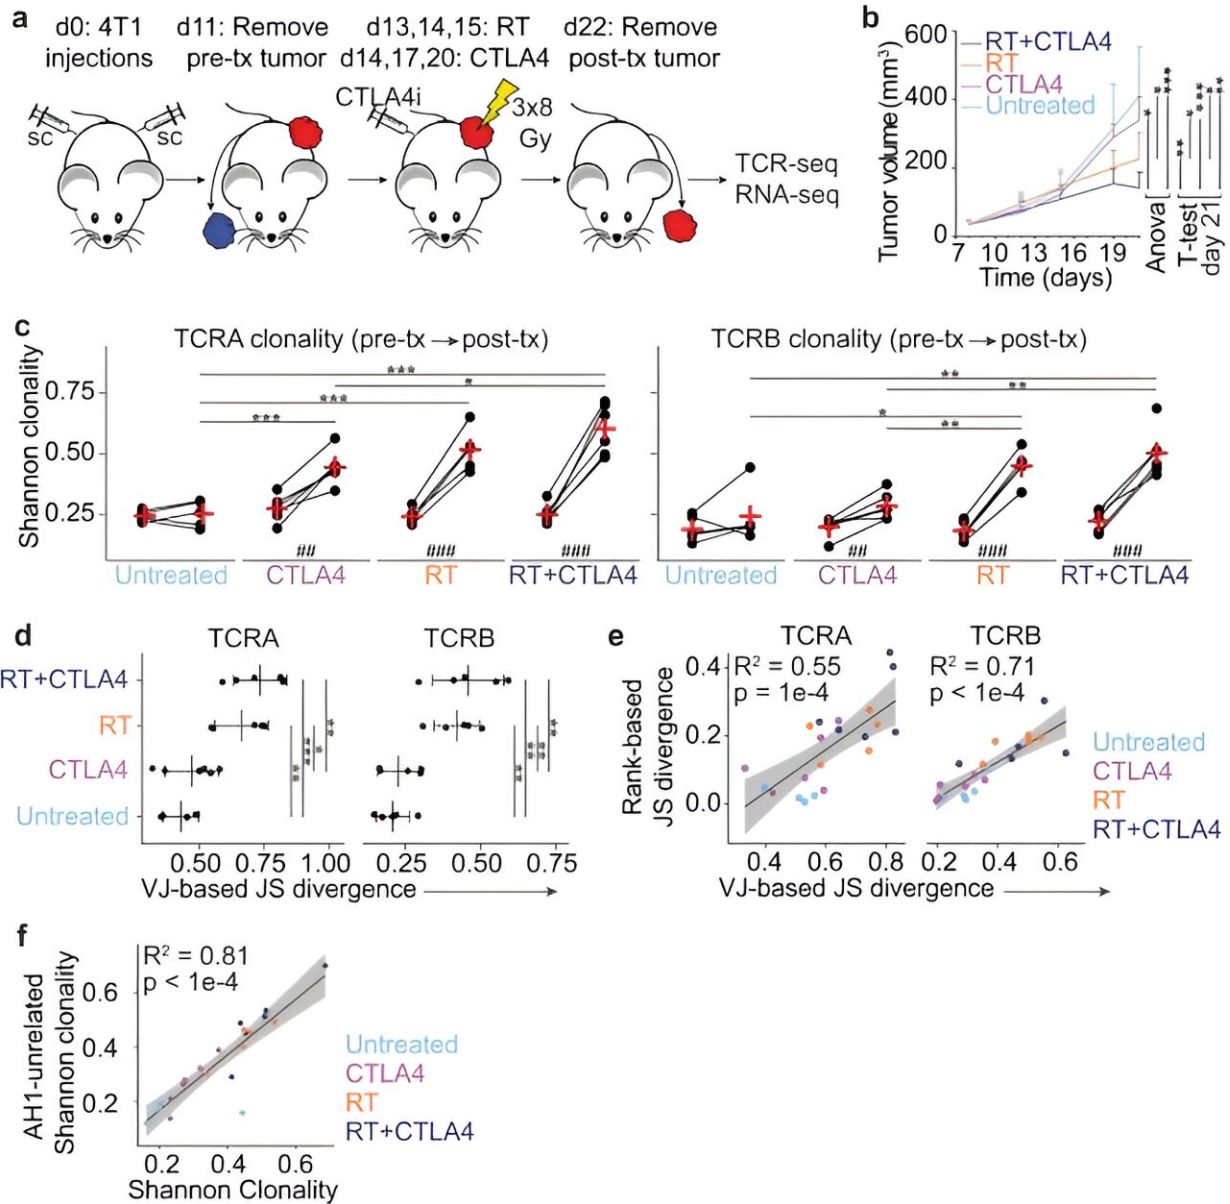 a
d0: 4T1
injections
d11: Remove
pre-tx tumor
d13,14,15: RT
d14,17,20: CTLA4
d22: Remove
post-tx tumor
SC
SC
CTLA4i
3x8
Gy
TCR-seq
RNA-seq
b
Tumor volume (mm³)
600
400
200
0
RT+CTLA4
RT
CTLA4
Untreated
7 10 13 16 19
Time (days)
Anova
T-test
day 21
c
TCRA clonality (pre-tx → post-tx)
TCRB clonality (pre-tx → post-tx)
Shannon clonality
0.75
0.50
0.25
***
*
***
***
**
**
*
**
## ### ###
## ### ###
Untreated CTLA4 RT RT+CTLA4
Untreated CTLA4 RT RT+CTLA4
d
TCRA TCRB
RT+CTLA4
RT
CTLA4
Untreated
0.50 0.75 1.00
0.25 0.50 0.75
VJ-based JS divergence
e
TCRA TCRB
Rank-based
JS divergence
0.4
0.2
0.0
R² = 0.55
p = 1e-4
R² = 0.71
p < 1e-4
0.4 0.6 0.8
0.2 0.4 0.6
VJ-based JS divergence
Untreated
CTLA4
RT
RT+CTLA4
f
AH1-unrelated
Shannon clonality
0.6
0.4
0.2
R² = 0.81
p < 1e-4
0.2 0.4 0.6
Shannon Clonality
Untreated
CTLA4
RT
RT+CTLA4